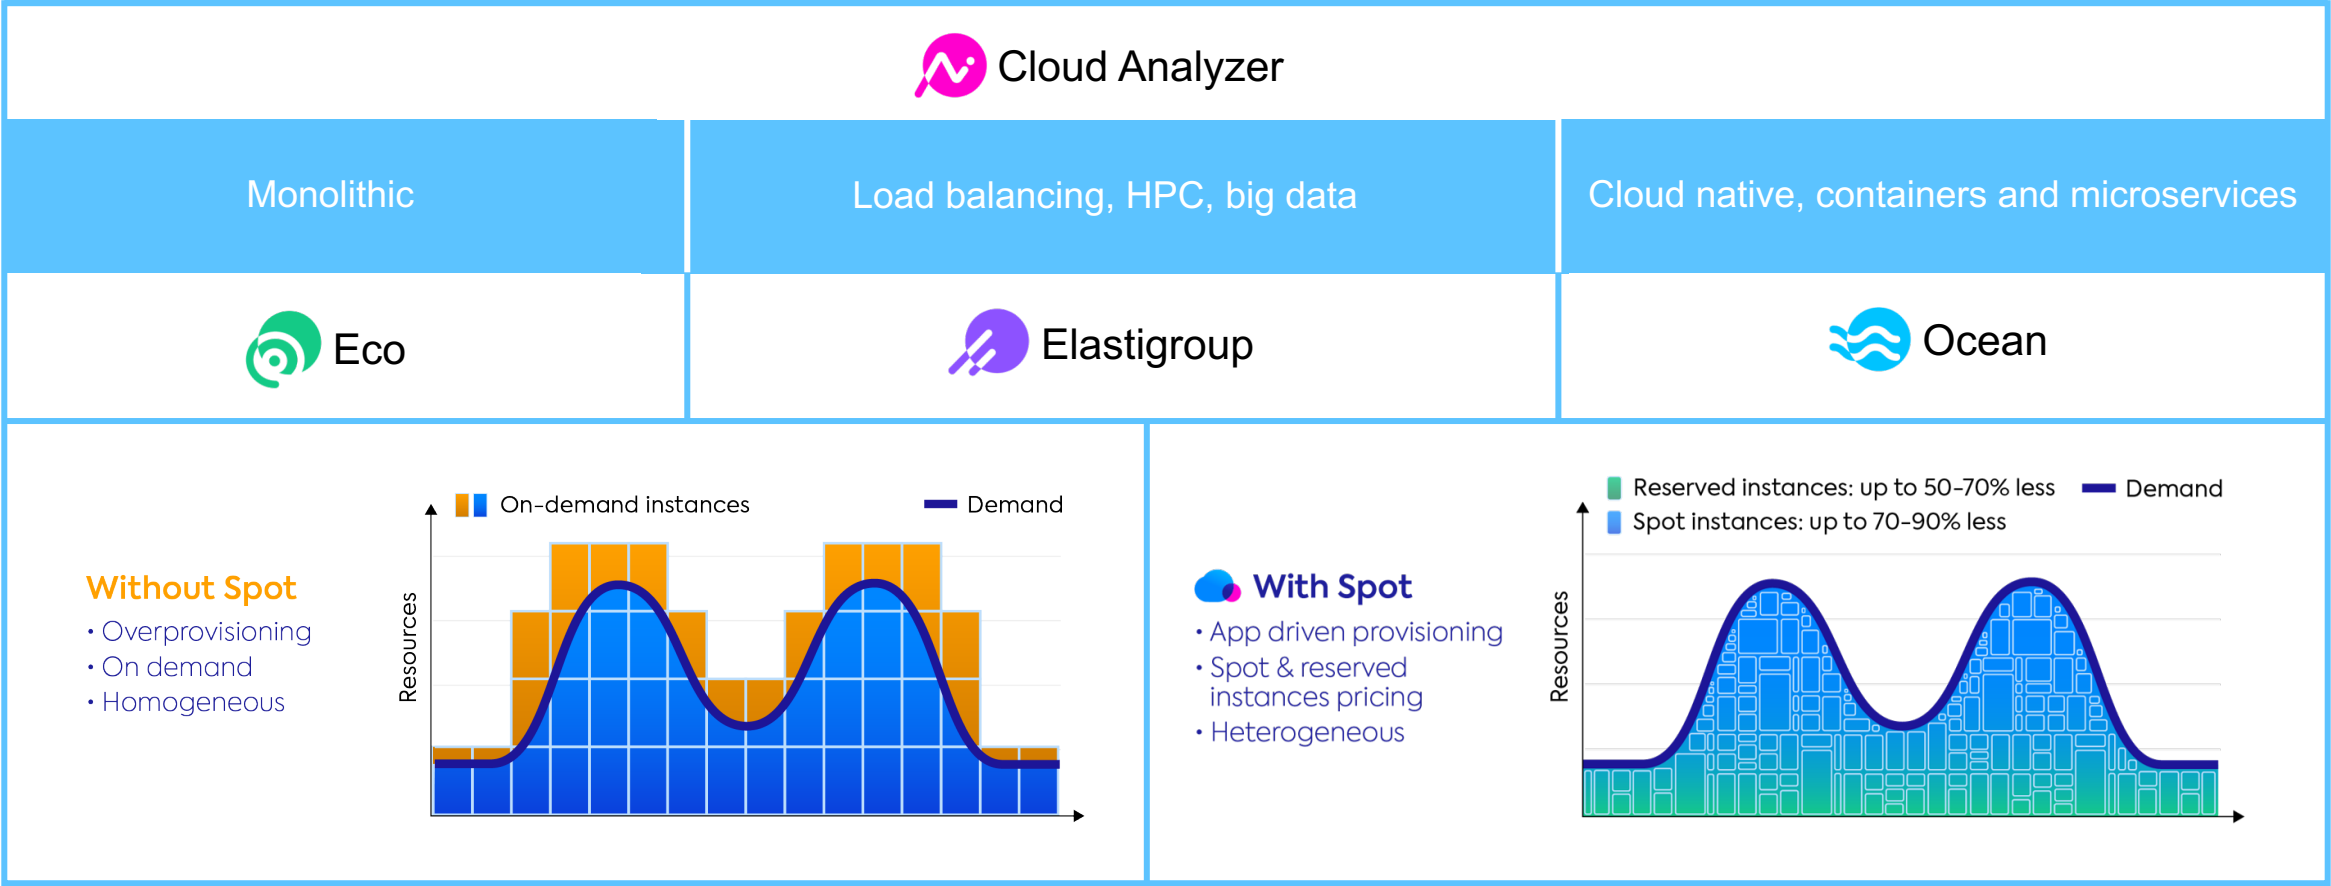 Cloud Analyzer
Monolithic
Load balancing, HPC, big data
Cloud native, containers and microservices
Eco
Elastigroup
Ocean
Without Spot
• Overprovisioning
• On demand
• Homogeneous
On-demand instances
Demand
Resources
With Spot
• App driven provisioning
• Spot & reserved
instances pricing
• Heterogeneous
Reserved instances: up to 50-70% less
Demand
Spot instances: up to 70-90% less
Resources